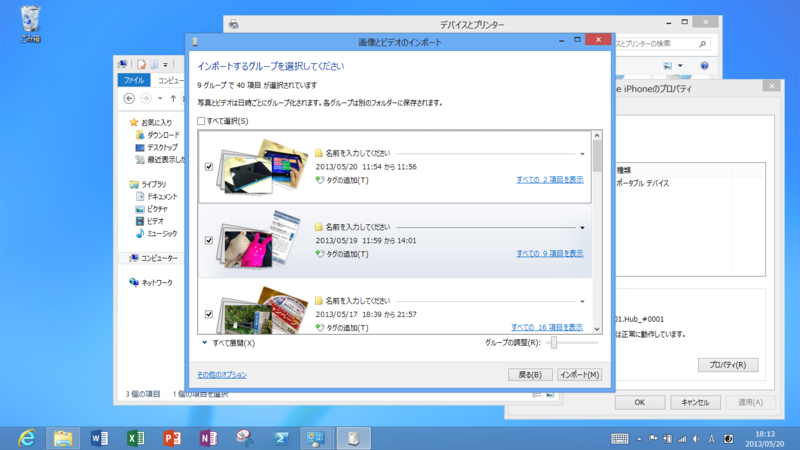 ごみ箱
デバイスとプリンター
スとプリンターの検索
e iPhoneのプロパティ
種類
ポータブル デバイス
01.Hub_#0001
は正常に動作しています。
プロパティ(R)
OK
キャンセル
適用(A)
ファイル
コンピュー
お気に入り
ダウンロード
デスクトップ
最近表示した
ライブラリ
ドキュメント
ピクチャ
ビデオ
ミュージック
コンピューター
ネットワーク
3 個の項目
1 個の項目を選択
画像とビデオのインポート
インポートするグループを選択してください
9 グループ で 40 項目 が選択されています
写真とビデオは日時ごとにグループ化されます。各グループは別のフォルダーに保存されます。
すべて選択(S)
名前を入力してください
2013/05/20 11:54 から 11:56
タグの追加(T)
すべての 2 項目を表示
名前を入力してください
2013/05/19 11:59 から 14:01
タグの追加(T)
すべての 9 項目を表示
名前を入力してください
2013/05/17 18:39 から 21:57
タグの追加(T)
すべての 16 項目を表示
すべて展開(X)
グループの調整(R):
その他のオプション
戻る(B)
インポート(M)
A
18:13
2013/05/20